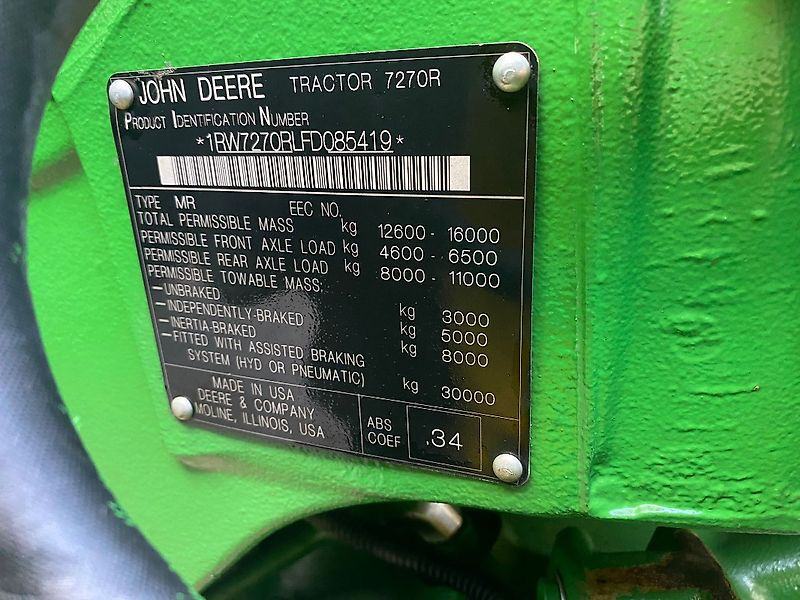 JOHN DEERE TRACTOR 7270R
PRODUCT IDENTIFICATION NUMBER
*1RW7270RLFD085419*
TYPE MR EEC NO.
TOTAL PERMISSIBLE MASS kg 12600 - 16000
PERMISSIBLE FRONT AXLE LOAD kg 4600 - 6500
PERMISSIBLE REAR AXLE LOAD kg 8000 - 11000
PERMISSIBLE TOWABLE MASS:
-UNBRAKED kg 3000
-INDEPENDENTLY-BRAKED kg 5000
-INERTIA-BRAKED kg 8000
-FITTED WITH ASSISTED BRAKING
SYSTEM (HYD OR PNEUMATIC) kg 30000
MADE IN USA
DEERE & COMPANY
MOLINE, ILLINOIS, USA
ABS
COEF .34